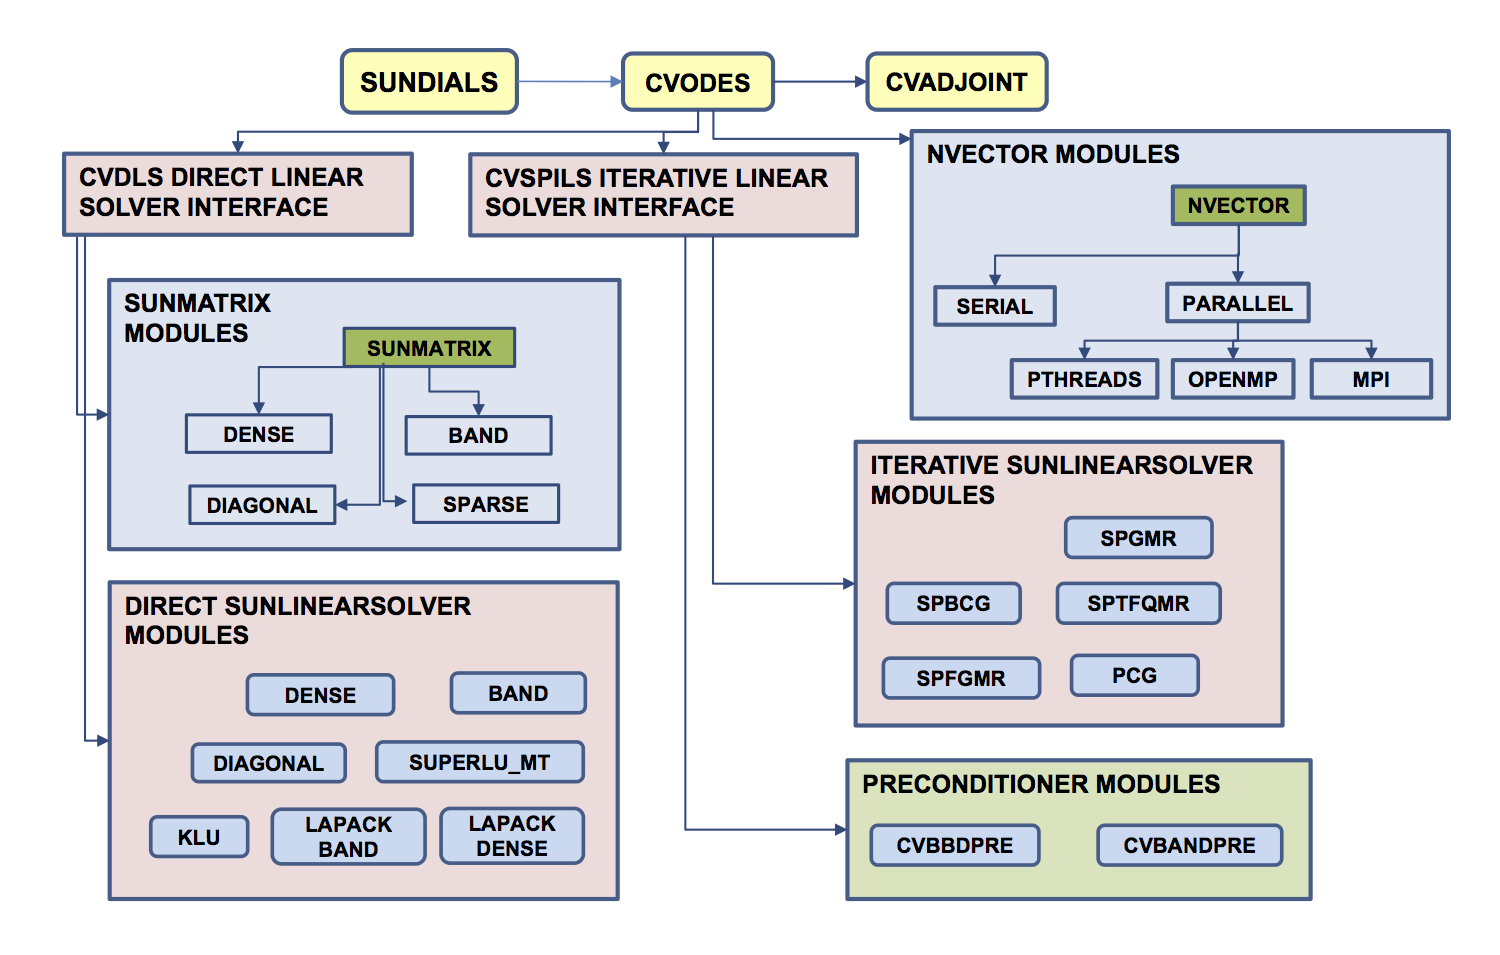 SUNDIALS
CVODES
CVADJOINT
CVDLS DIRECT LINEAR
SOLVER INTERFACE
CVSPILS ITERATIVE LINEAR
SOLVER INTERFACE
NVECTOR MODULES
NVECTOR
SERIAL
PARALLEL
PTHREADS
OPENMP
MPI
SUNMATRIX
MODULES
SUNMATRIX
DENSE
BAND
DIAGONAL
SPARSE
ITERATIVE SUNLINEARSOLVER
MODULES
SPGMR
SPBCG
SPTFQMR
SPFGMR
PCG
DIRECT SUNLINEARSOLVER
MODULES
DENSE
BAND
DIAGONAL
SUPERLU_MT
KLU
LAPACK
BAND
LAPACK
DENSE
PRECONDITIONER MODULES
CVBBDPRE
CVBANDPRE